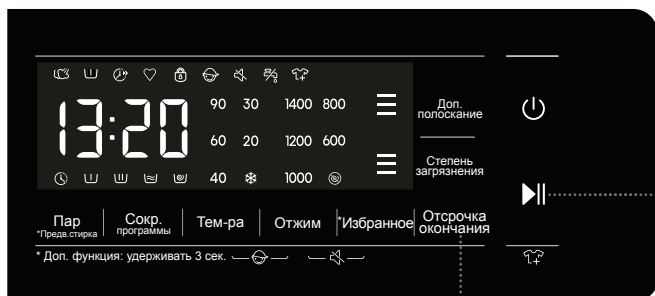 13:20
90 30 1400 800
60 20 1200 600
40 1000
Доп.
полоскание
Степень
загрязнения
Пар
*Предв.стирка
Сокр.
программы
Тем-ра
Отжим
*Избранное
Отсрочка
окончания
* Доп. функция: удерживать 3 сек.